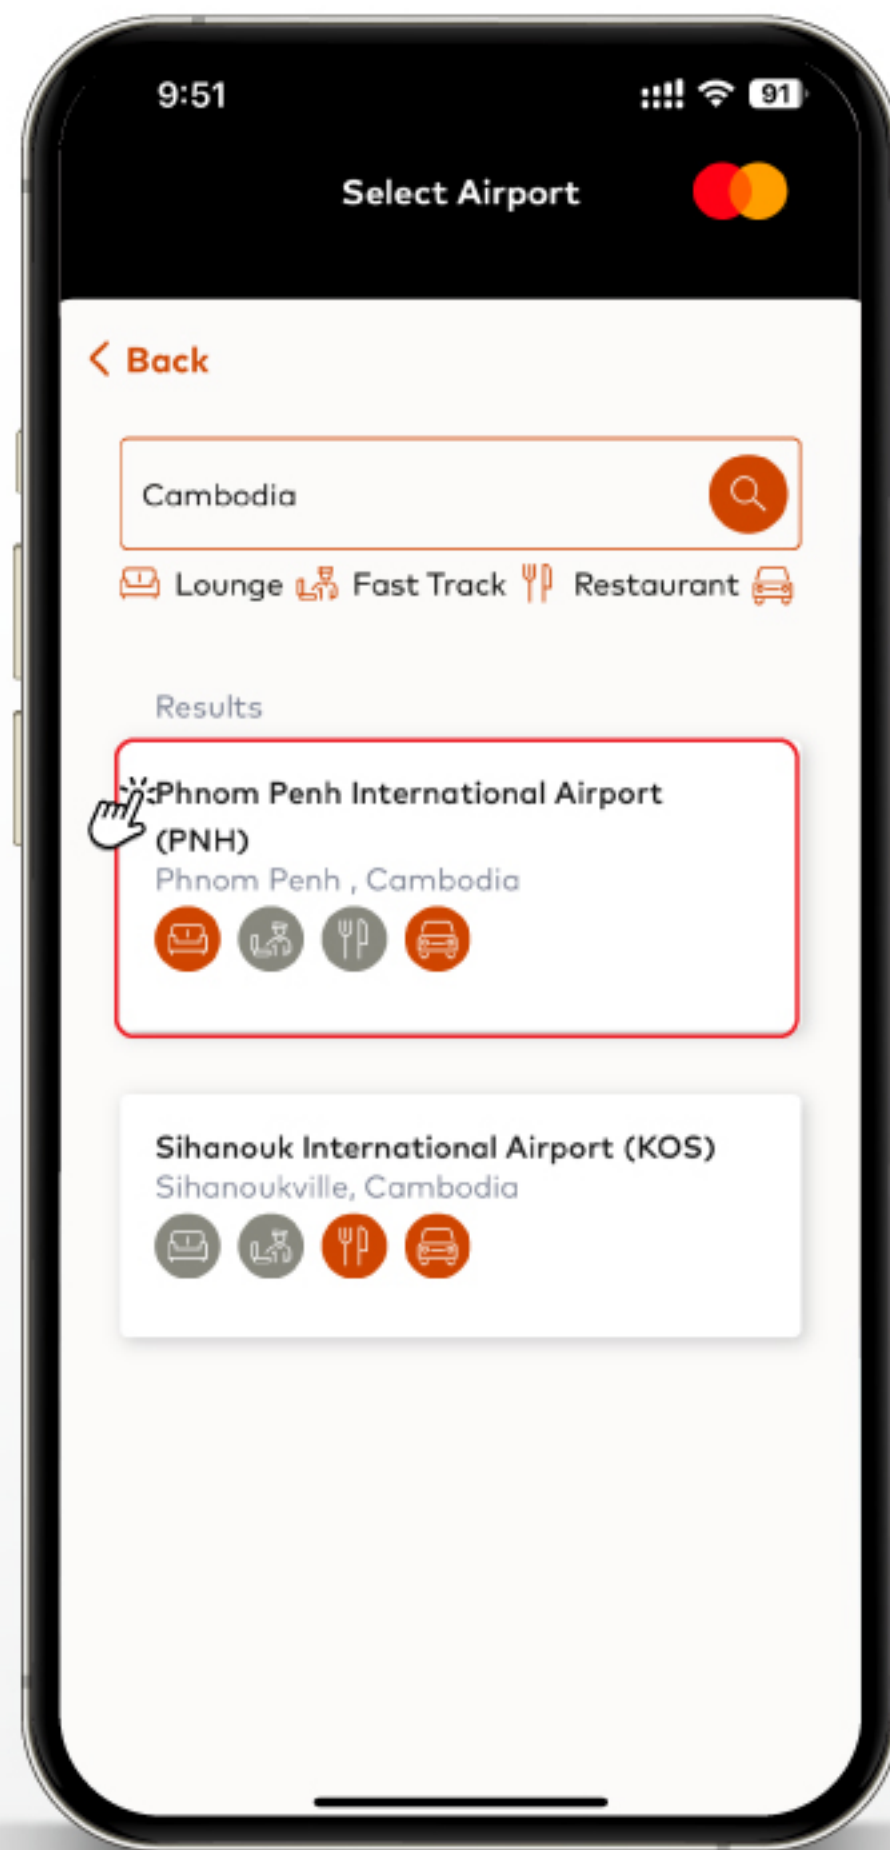 9:51
91
Select Airport
Back
Cambodia
Lounge Fast Track Restaurant
Results
Phnom Penh International Airport
(PNH)
Phnom Penh , Cambodia
Sihanouk International Airport (KOS)
Sihanoukville, Cambodia